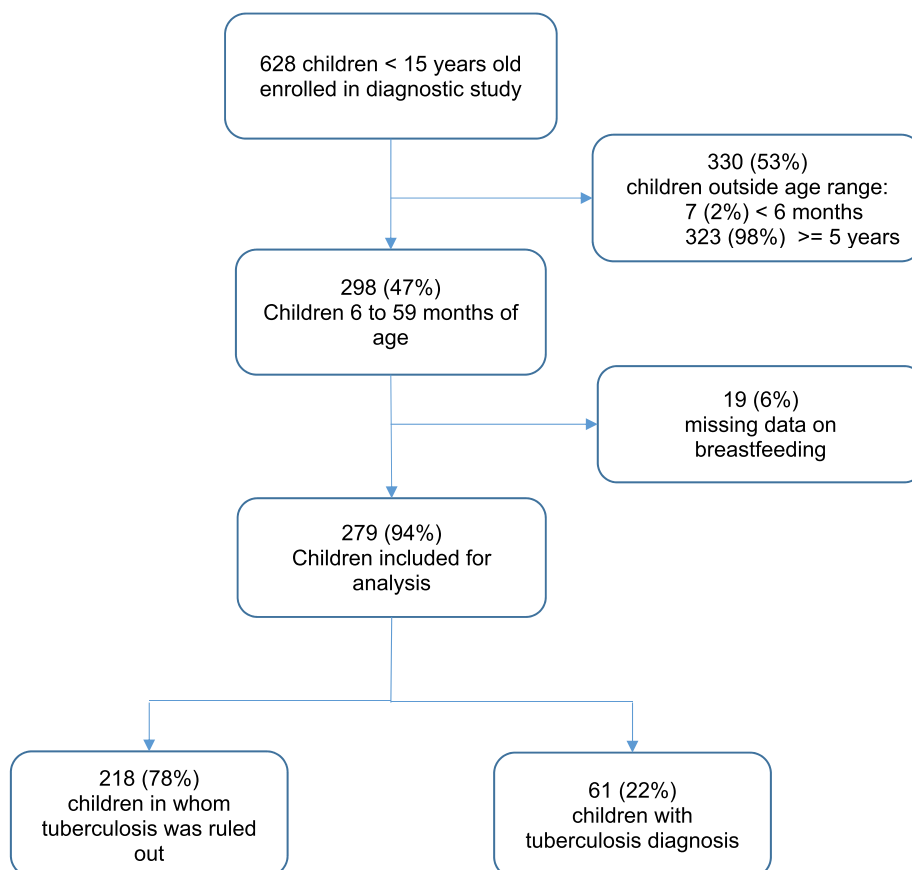 628 children < 15 years old
enrolled in diagnostic study
330 (53%)
children outside age range:
7 (2%) < 6 months
323 (98%) >= 5 years
298 (47%)
Children 6 to 59 months of
age
19 (6%)
missing data on
breastfeeding
279 (94%)
Children included for
analysis
218 (78%)
children in whom
tuberculosis was ruled
out
61 (22%)
children with
tuberculosis diagnosis